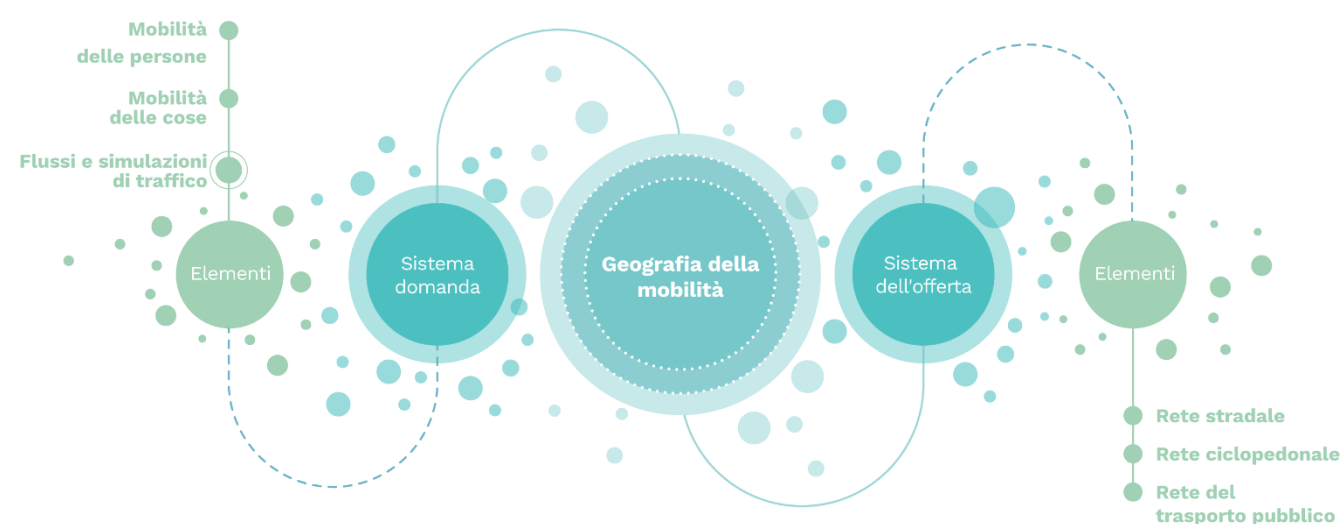 Mobilità
delle persone
Mobilità
delle cose
Flussi e simulazioni
di traffico
Elementi
Sistema
domanda
Geografia della
mobilità
Sistema
dell'offerta
Elementi
Rete stradale
Rete ciclopedonale
Rete del
trasporto pubblico